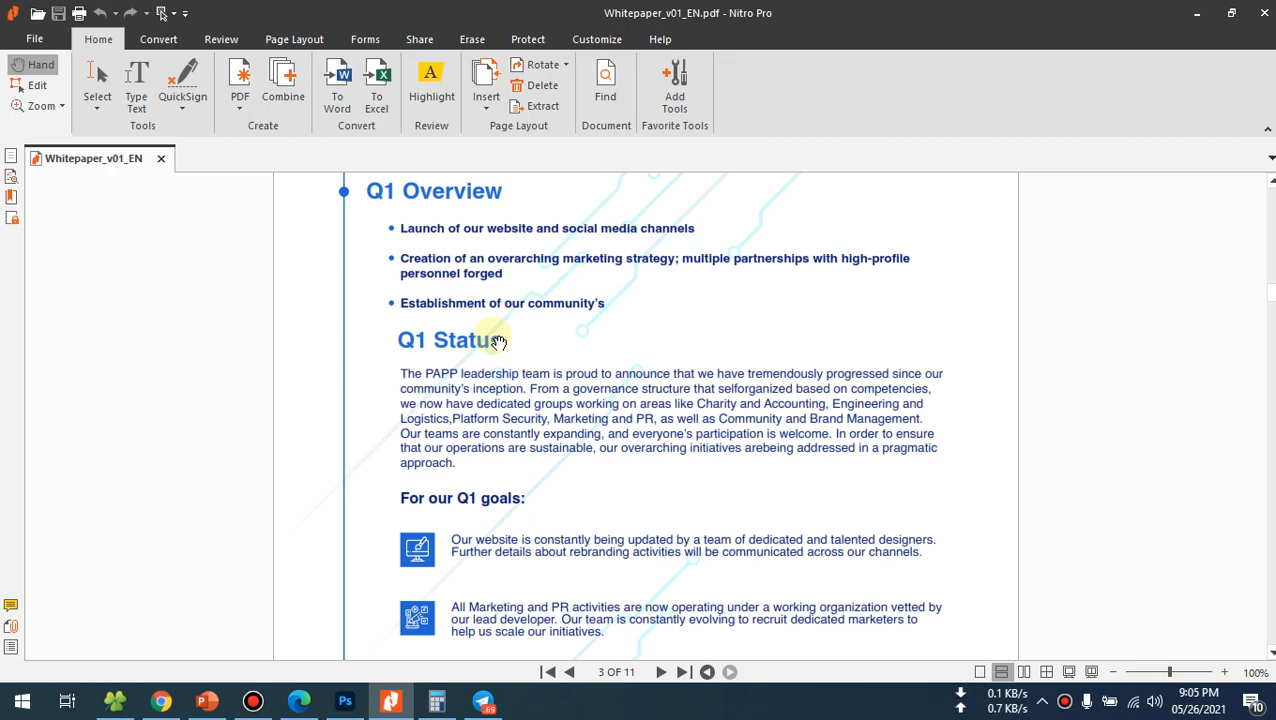 Whitepaper_v01_EN.pdf - Nitro Pro
File Home Convert Review Page Layout Forms Share Erase Protect Customize Help
Hand
Edit
Zoom
Select
Type Text
QuickSign
Tools
PDF
Combine
Create
To Word
To Excel
Convert
Highlight
Review
Insert
Rotate
Delete
Extract
Page Layout
Find
Document
Add Tools
Favorite Tools
Whitepaper_v01_EN
Q1 Overview
Launch of our website and social media channels
Creation of an overarching marketing strategy; multiple partnerships with high-profile
personnel forged
Establishment of our community's
Q1 Status
The PAPP leadership team is proud to announce that we have tremendously progressed since our
community's inception. From a governance structure that selforganized based on competencies,
we now have dedicated groups working on areas like Charity and Accounting, Engineering and
Logistics,Platform Security, Marketing and PR, as well as Community and Brand Management.
Our teams are constantly expanding, and everyone's participation is welcome. In order to ensure
that our operations are sustainable, our overarching initiatives arebeing addressed in a pragmatic
approach.
For our Q1 goals:
Our website is constantly being updated by a team of dedicated and talented designers.
Further details about rebranding activities will be communicated across our channels.
All Marketing and PR activities are now operating under a working organization vetted by
our lead developer. Our team is constantly evolving to recruit dedicated marketers to
help us scale our initiatives.
3 OF 11
100%
0.1 KB/s
0.7 KB/s
9:05 PM
05/26/2021
10
69